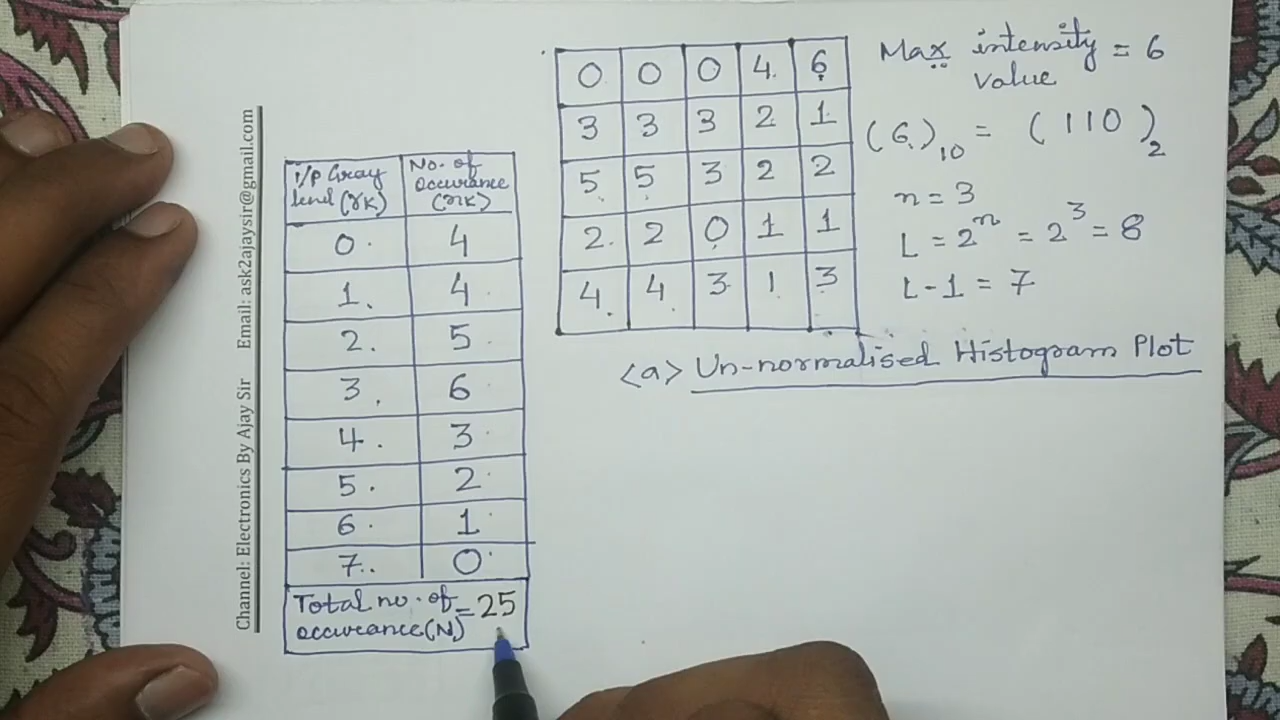 Channel: Electronics By Ajay Sir Email: ask2ajaysir@gmail.com
i/p Gray level (rK) No. of occurance (nK)
0 4
1 4
2 5
3 6
4 3
5 2
6 1
7 0
Total no. of occurance (N) = 25
0 0 0 4 6
3 3 3 2 1
5 5 3 2 2
2 2 0 1 1
4 4 3 1 3
Max intensity value = 6
(6)10 = (110)2
n = 3
L = 2^n = 2^3 = 8
L-1 = 7
<a> Un-normalised Histogram Plot